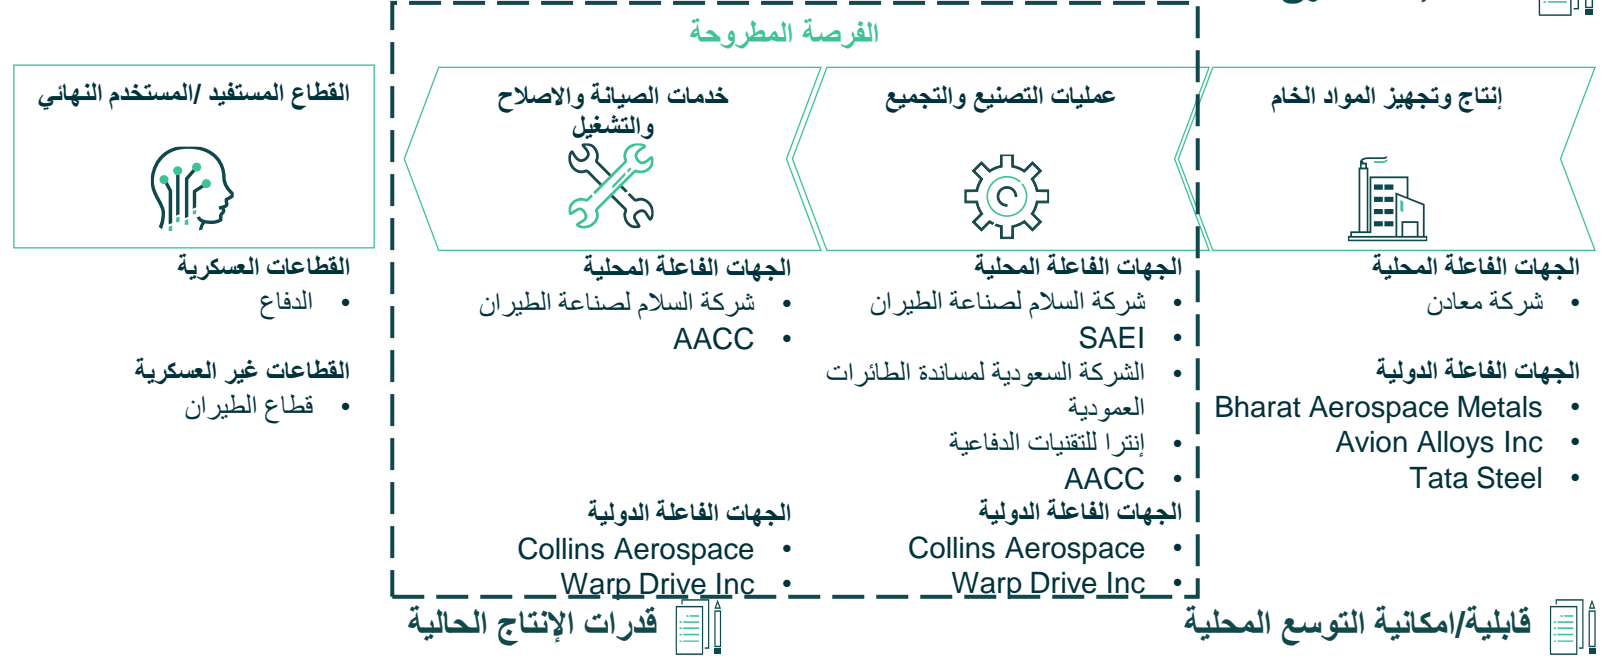 الفرصة المطروحة
إنتاج وتجهيز المواد الخام
الجهات الفاعلة المحلية
• شركة معادن
الجهات الفاعلة الدولية
• Bharat Aerospace Metals
• Avion Alloys Inc
• Tata Steel
عمليات التصنيع والتجميع
الجهات الفاعلة المحلية
• شركة السلام لصناعة الطيران
• SAEI
• الشركة السعودية لمساندة الطائرات
العمودية
• إنترا للتقنيات الدفاعية
• AACC
الجهات الفاعلة الدولية
• Collins Aerospace
• Warp Drive Inc
خدمات الصيانة والاصلاح
والتشغيل
الجهات الفاعلة المحلية
• شركة السلام لصناعة الطيران
• AACC
الجهات الفاعلة الدولية
• Collins Aerospace
• Warp Drive Inc
القطاع المستفيد /المستخدم النهائي
القطاعات العسكرية
• الدفاع
القطاعات غير العسكرية
• قطاع الطيران
قابلية/امكانية التوسع المحلية
قدرات الإنتاج الحالية